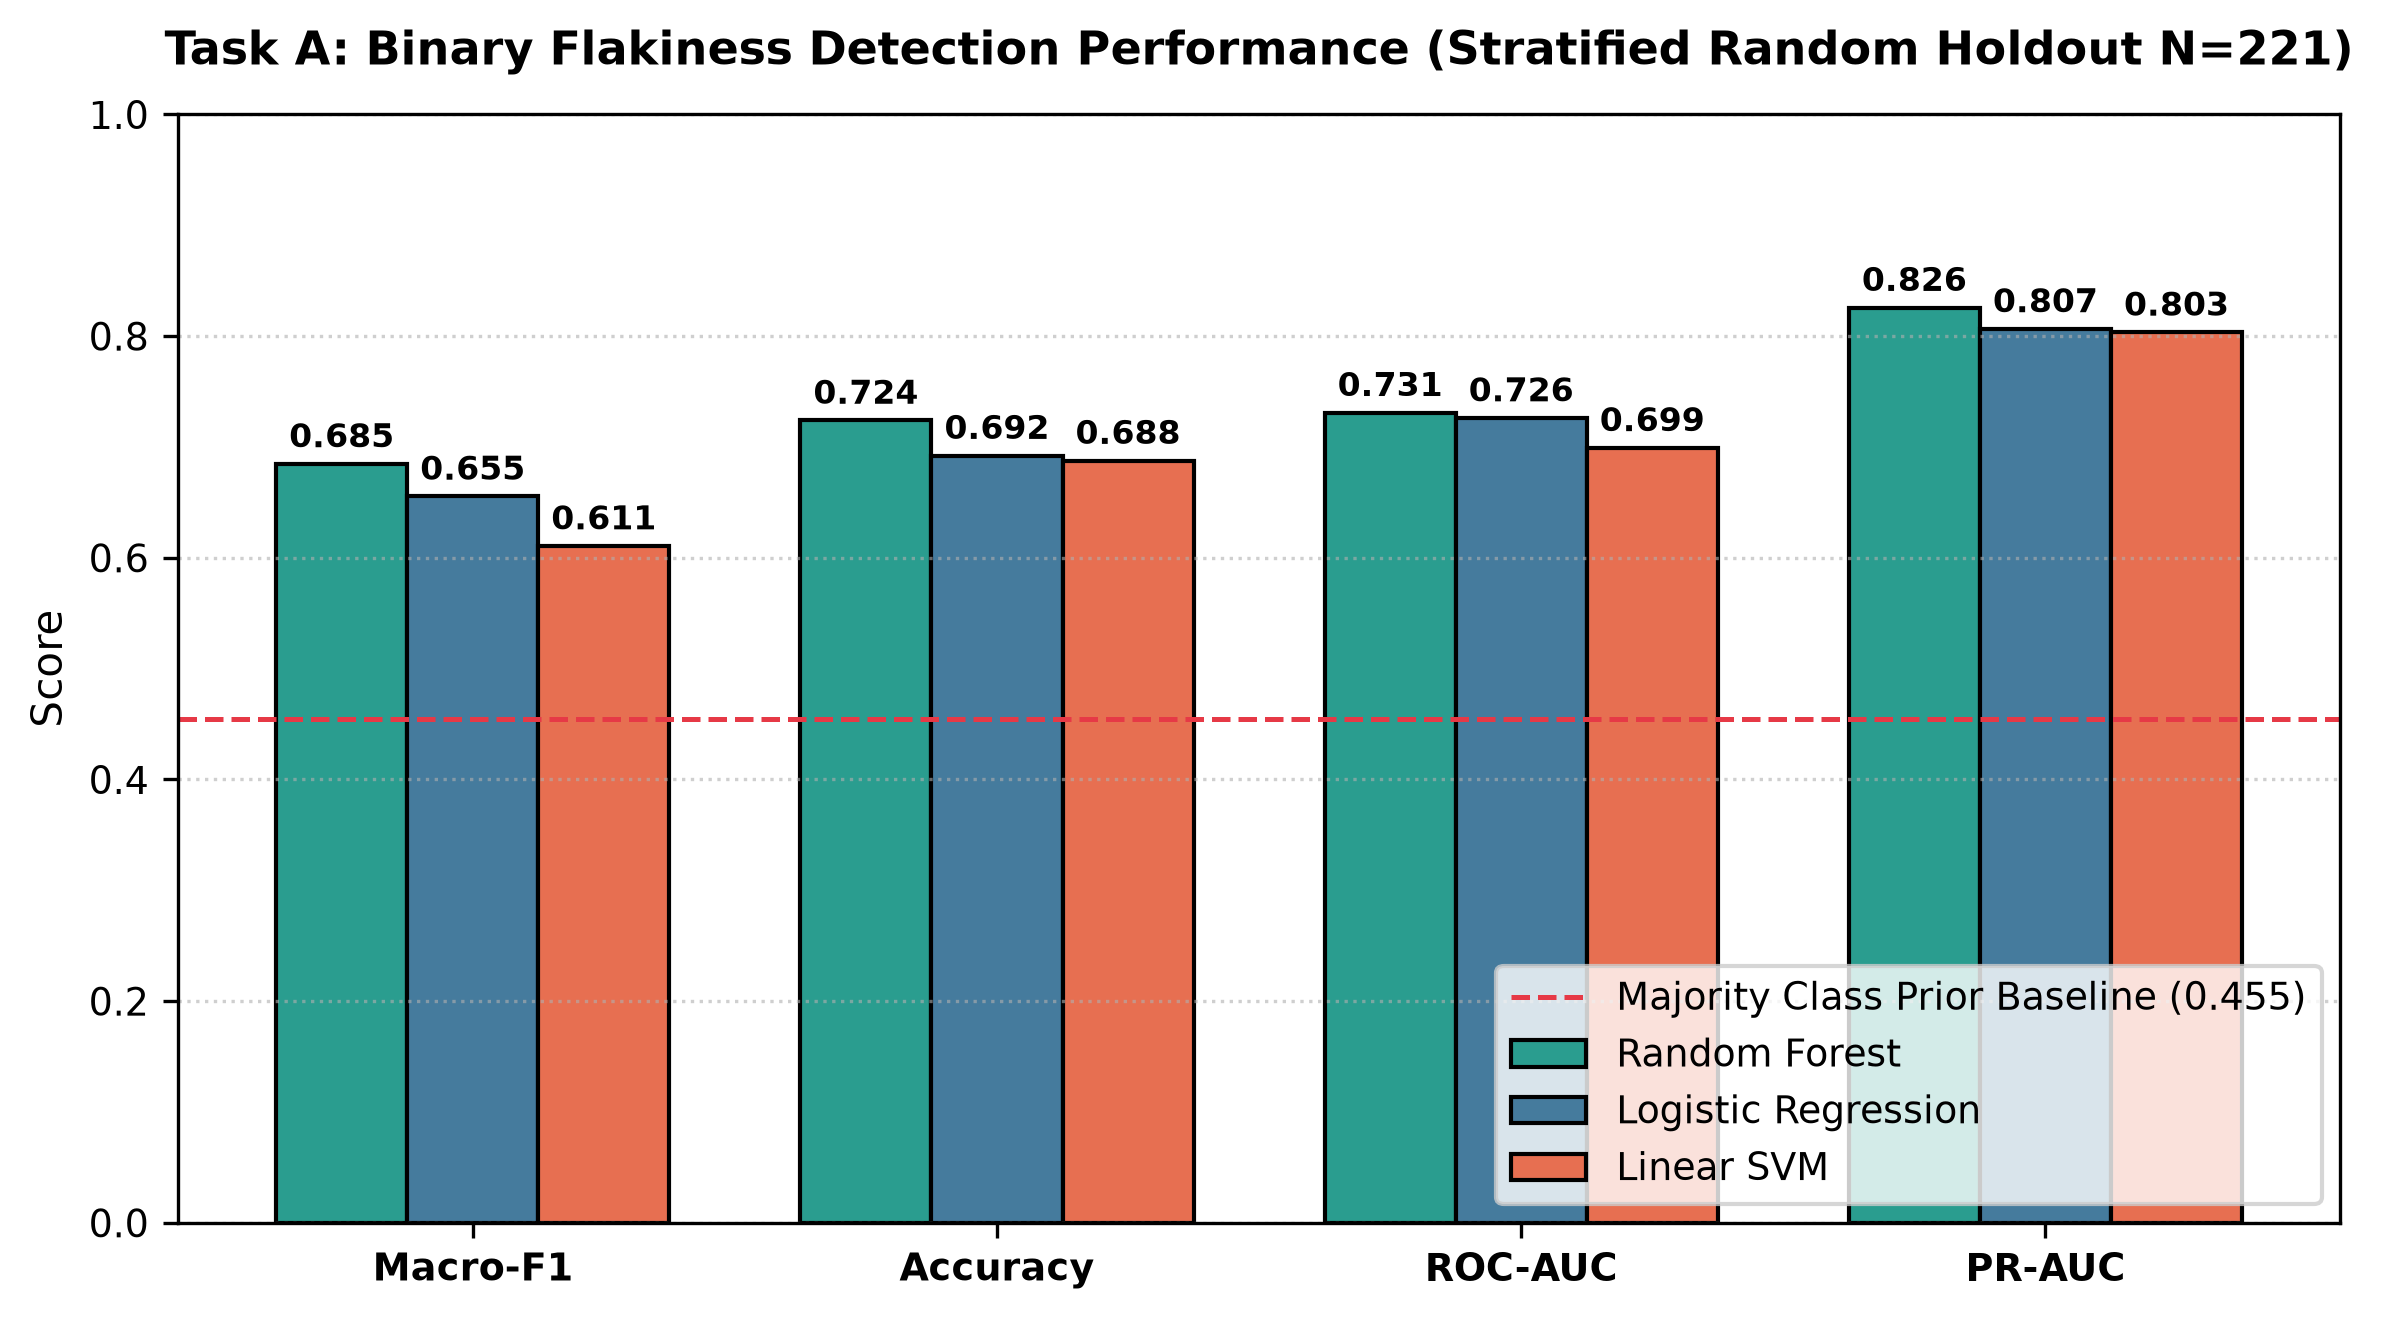 Task A: Binary Flakiness Detection Performance (Stratified Random Holdout N=221)
1.0
0.8
0.6
0.4
0.2
0.0
Score
0.685
0.655
0.611
0.724
0.692
0.688
0.731
0.726
0.699
0.826
0.807
0.803
Majority Class Prior Baseline (0.455)
Random Forest
Logistic Regression
Linear SVM
Macro-F1
Accuracy
ROC-AUC
PR-AUC